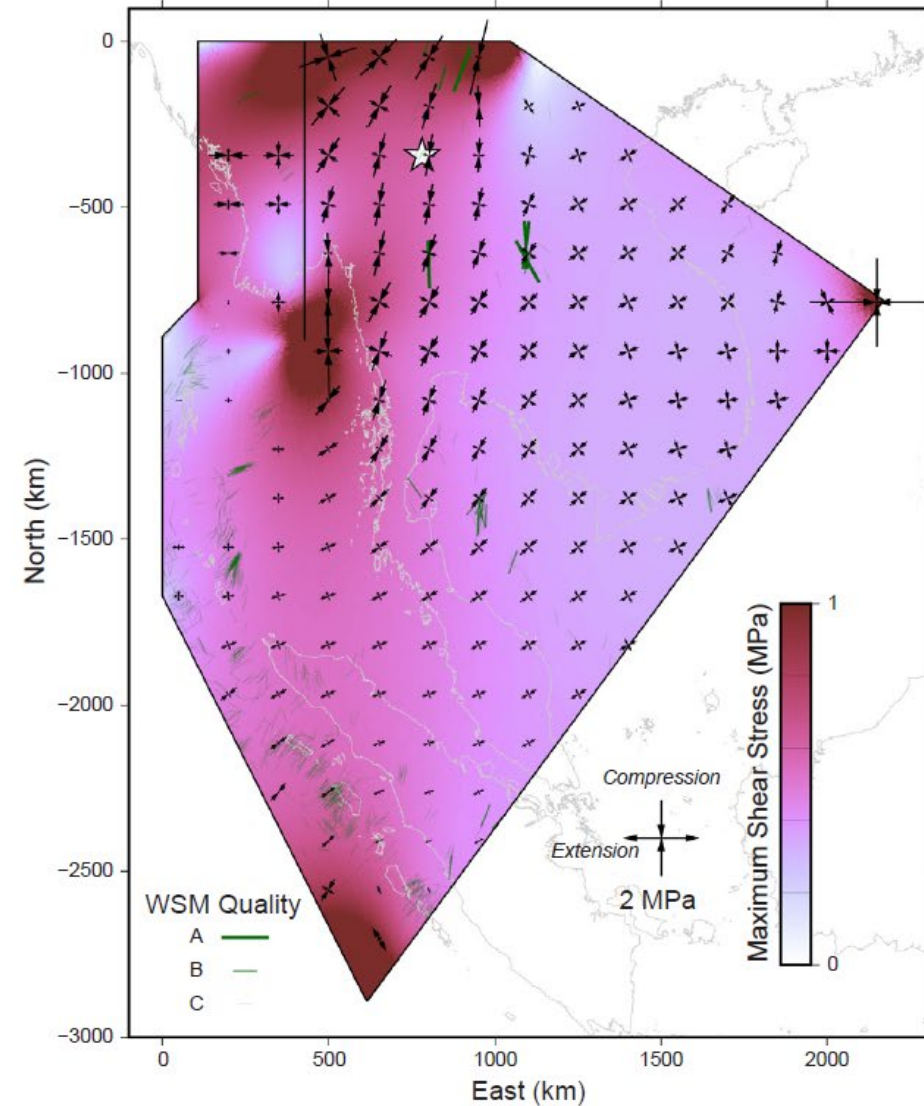 0
−500
−1000
−1500
−2000
−2500
−3000
North (km)
0
500
1000
1500
2000
East (km)
WSM Quality
A
B
C
Compression
Extension
2 MPa
Maximum Shear Stress (MPa)
1
0